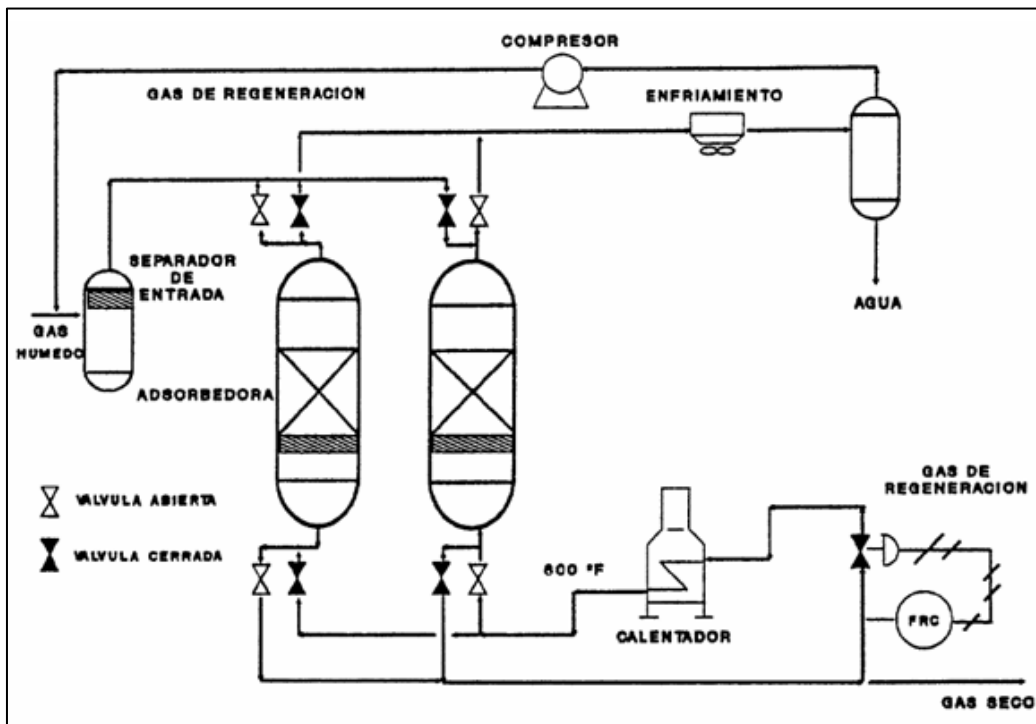 COMPRESOR
GAS DE REGENERACION
ENFRIAMIENTO
SEPARADOR
DE
ENTRADA
GAS
HUMEDO
AGUA
ADSORBEDORA
VALVULA ABIERTA
VALVULA CERRADA
GAS DE
REGENERACION
600 °F
CALENTADOR
FRC
GAS SECO